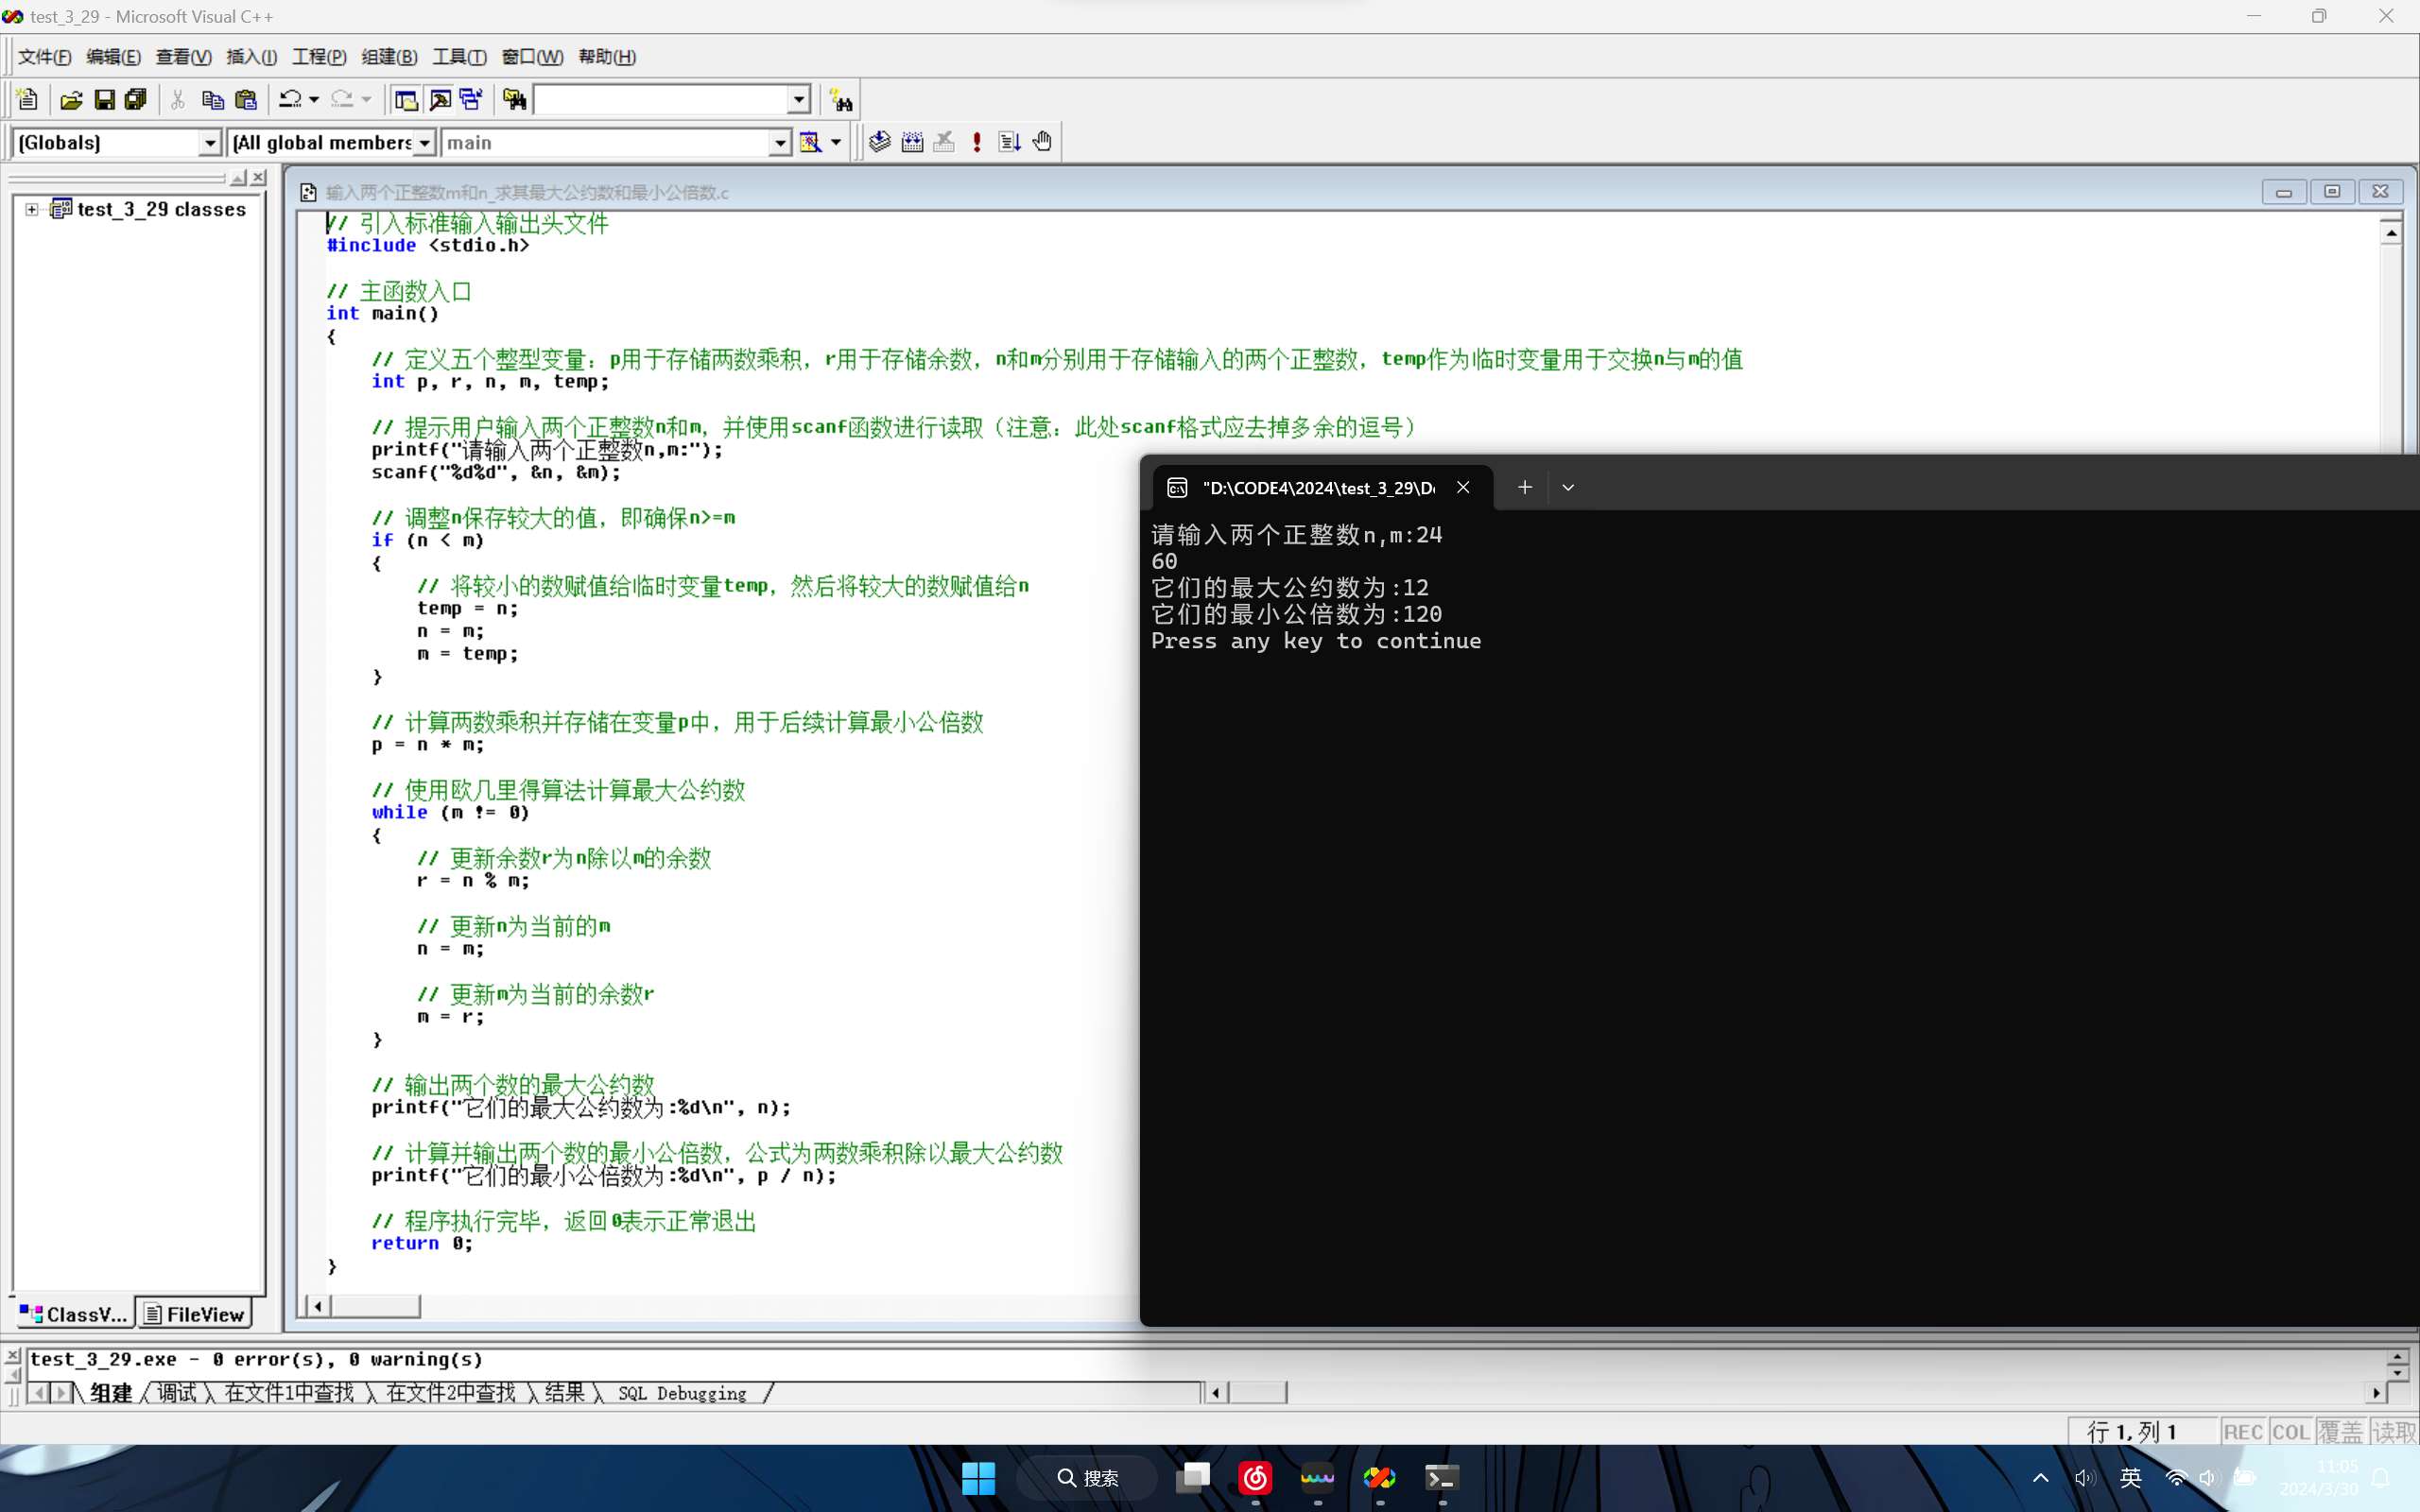 test_3_29 - Microsoft Visual C++
文件(F) 编辑(E) 查看(V) 插入(I) 工程(P) 组建(B) 工具(T) 窗口(W) 帮助(H)
(Globals) (All global members main
test_3_29 classes
输入两个正整数m和n_求其最大公约数和最小公倍数.c
// 引入标准输入输出头文件
#include <stdio.h>
// 主函数入口
int main()
{
// 定义五个整型变量：p用于存储两数乘积，r用于存储余数，n和m分别用于存储输入的两个正整数，temp作为临时变量用于交换n与m的值
int p, r, n, m, temp;
// 提示用户输入两个正整数n和m，并使用scanf函数进行读取（注意：此处scanf格式应去掉多余的逗号）
printf("请输入两个正整数n,m:");
scanf("%d%d", &n, &m);
// 调整n保存较大的值，即确保n>=m
if (n < m)
{
// 将较小的数赋值给临时变量temp，然后将较大的数赋值给n
temp = n;
n = m;
m = temp;
}
// 计算两数乘积并存储在变量p中，用于后续计算最小公倍数
p = n * m;
// 使用欧几里得算法计算最大公约数
while (m != 0)
{
// 更新余数r为n除以m的余数
r = n % m;
// 更新n为当前的m
n = m;
// 更新m为当前的余数r
m = r;
}
// 输出两个数的最大公约数
printf("它们的最大公约数为:%d\n", n);
// 计算并输出两个数的最小公倍数，公式为两数乘积除以最大公约数
printf("它们的最小公倍数为:%d\n", p / n);
// 程序执行完毕，返回0表示正常退出
return 0;
}
"D:\CODE4\2024\test_3_29\De
请输入两个正整数n,m:24
60
它们的最大公约数为:12
它们的最小公倍数为:120
Press any key to continue
ClassV... FileView
test_3_29.exe - 0 error(s), 0 warning(s)
组建 调试 在文件1中查找 在文件2中查找 结果 SQL Debugging
行 1, 列 1 REC COL 覆盖 读取
搜索
英
11:05
2024/3/30